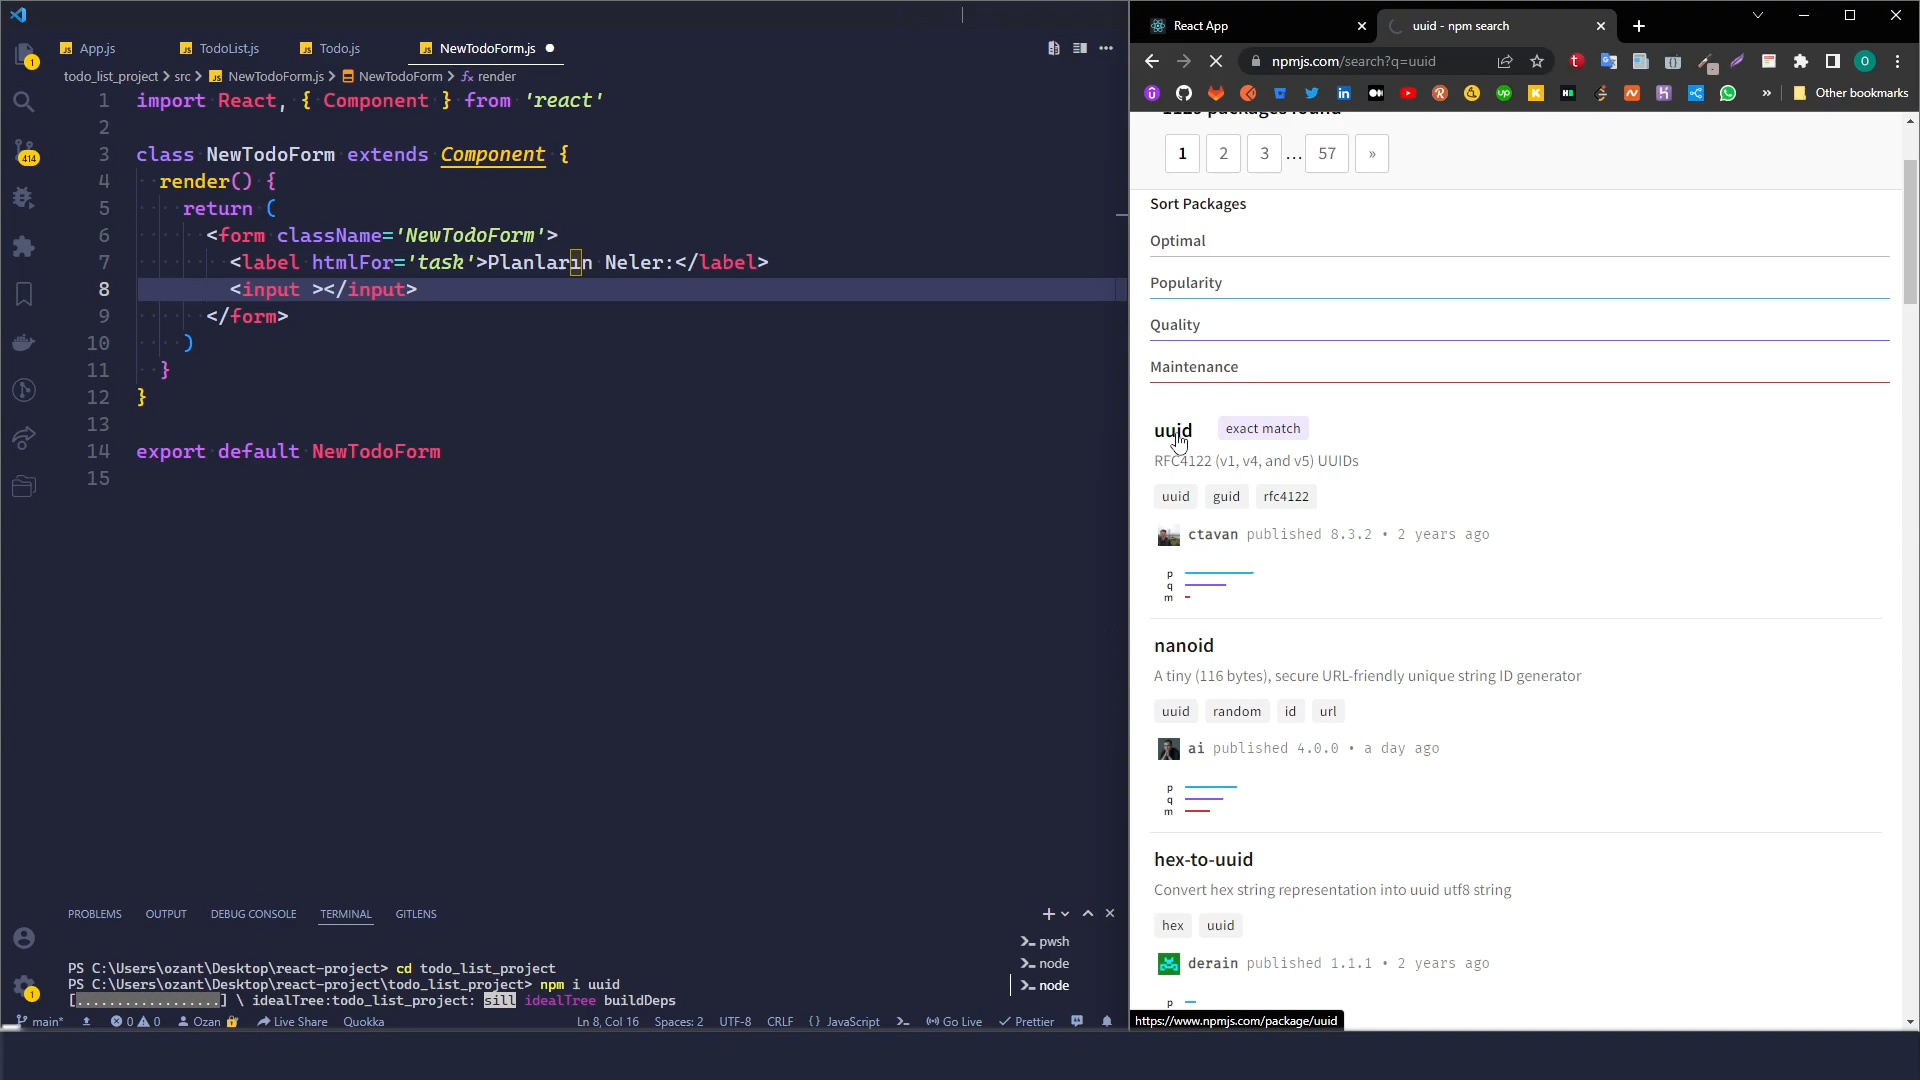 App.js
TodoList.js
Todo.js
NewTodoForm.js
todo_list_project > src > NewTodoForm.js > NewTodoForm > render
1 import React, { Component } from 'react'
2
3 class NewTodoForm extends Component {
4 render() {
5 return (
6 <form className='NewTodoForm'>
7 <label htmlFor='task'>Planların Neler:</label>
8 <input ></input>
9 </form>
10 )
11 }
12 }
13
14 export default NewTodoForm
15
1
414
1
PROBLEMS OUTPUT DEBUG CONSOLE TERMINAL GITLENS
pwsh
node
node
PS C:\Users\ozant\Desktop\react-project> cd todo_list_project
PS C:\Users\ozant\Desktop\react-project\todo_list_project> npm i uuid
[..................] \ idealTree:todo_list_project: sill idealTree buildDeps
main* 0 0 Ozan Live Share Quokka Ln 8, Col 16 Spaces: 2 UTF-8 CRLF {} JavaScript Go Live Prettier
React App
uuid - npm search
npmjs.com/search?q=uuid
Other bookmarks
packages found
1 2 3 ... 57 »
Sort Packages
Optimal
Popularity
Quality
Maintenance
uuid exact match
RFC4122 (v1, v4, and v5) UUIDs
uuid guid rfc4122
ctavan published 8.3.2 • 2 years ago
p
q
m
nanoid
A tiny (116 bytes), secure URL-friendly unique string ID generator
uuid random id url
ai published 4.0.0 • a day ago
p
q
m
hex-to-uuid
Convert hex string representation into uuid utf8 string
hex uuid
derain published 1.1.1 • 2 years ago
p
https://www.npmjs.com/package/uuid